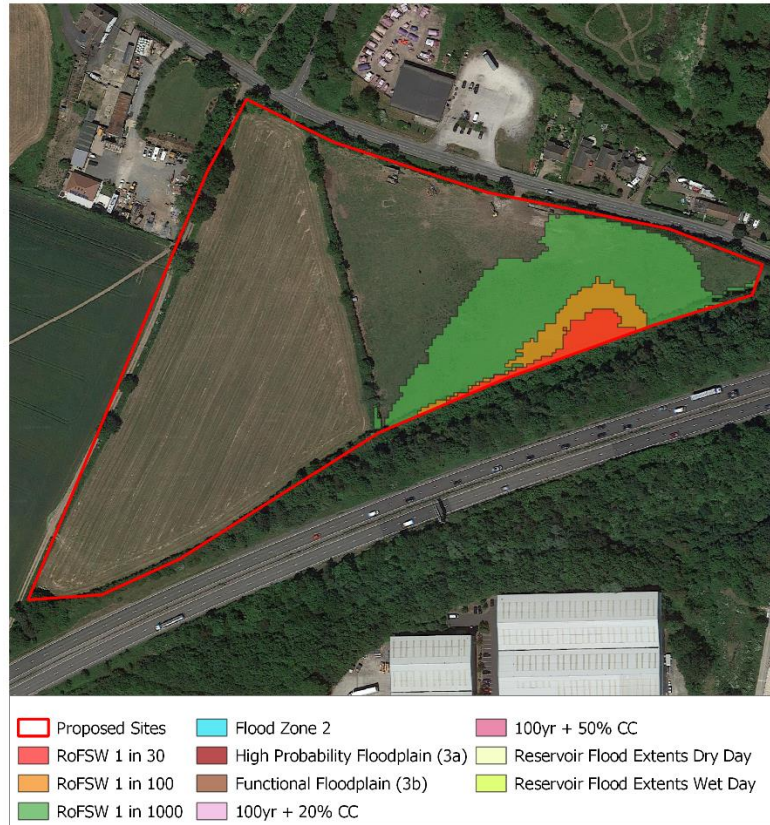 Proposed Sites
RoFSW 1 in 30
RoFSW 1 in 100
RoFSW 1 in 1000
Flood Zone 2
High Probability Floodplain (3a)
Functional Floodplain (3b)
100yr + 20% CC
100yr + 50% CC
Reservoir Flood Extents Dry Day
Reservoir Flood Extents Wet Day